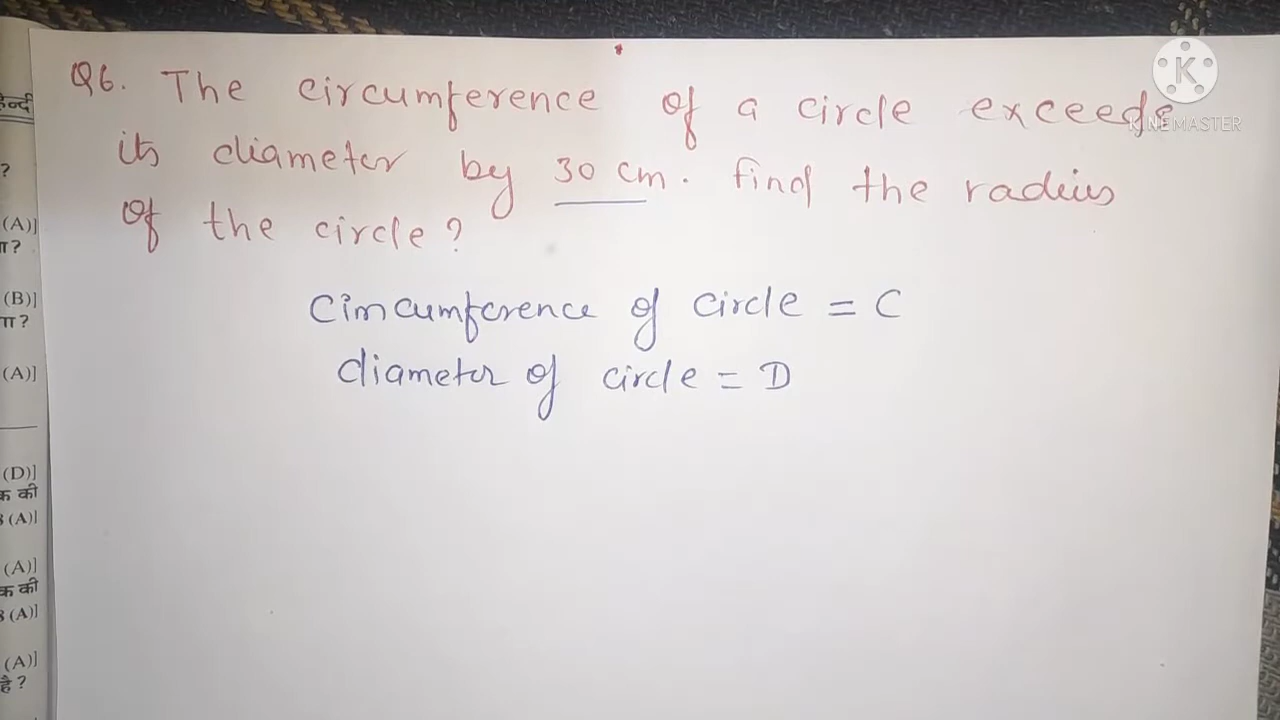 Q6. The circumference of a circle exceeds
its diameter by 30 cm. find the radius
of the circle?
Circumference of circle = C
diameter of circle = D
K
KINEMASTER
?
(A)]
?
(B)]
?
(A)]
(D)]
क की
(A)]
(A)]
क की
(A)]
(A)]
है ?